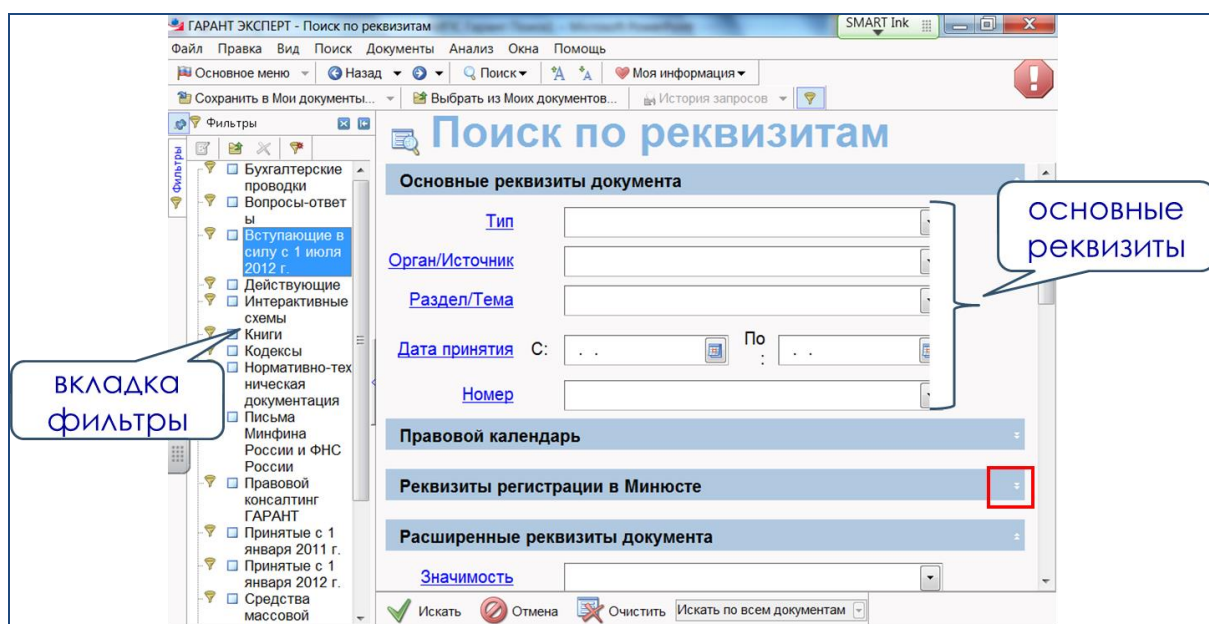 ГАРАНТ ЭКСПЕРТ - Поиск по реквизитам
SMART Ink
Файл Правка Вид Поиск Документы Анализ Окна Помощь
Основное меню Назад Поиск Моя информация
Сохранить в Мои документы... Выбрать из Моих документов... История запросов
Фильтры
Фильтры
Бухгалтерские
проводки
Вопросы-ответ
ы
Вступающие в
силу с 1 июля
2012 г.
Действующие
Интерактивные
схемы
Книги
Кодексы
Нормативно-тех
ническая
документация
Письма
Минфина
России и ФНС
России
Правовой
консалтинг
ГАРАНТ
Принятые с 1
января 2011 г.
Принятые с 1
января 2012 г.
Средства
массовой
вкладка
фильтры
Поиск по реквизитам
Основные реквизиты документа
Тип
Орган/Источник
Раздел/Тема
Дата принятия С: . . По : . .
Номер
основные
реквизиты
Правовой календарь
Реквизиты регистрации в Минюсте
Расширенные реквизиты документа
Значимость
Искать Отмена Очистить Искать по всем документам